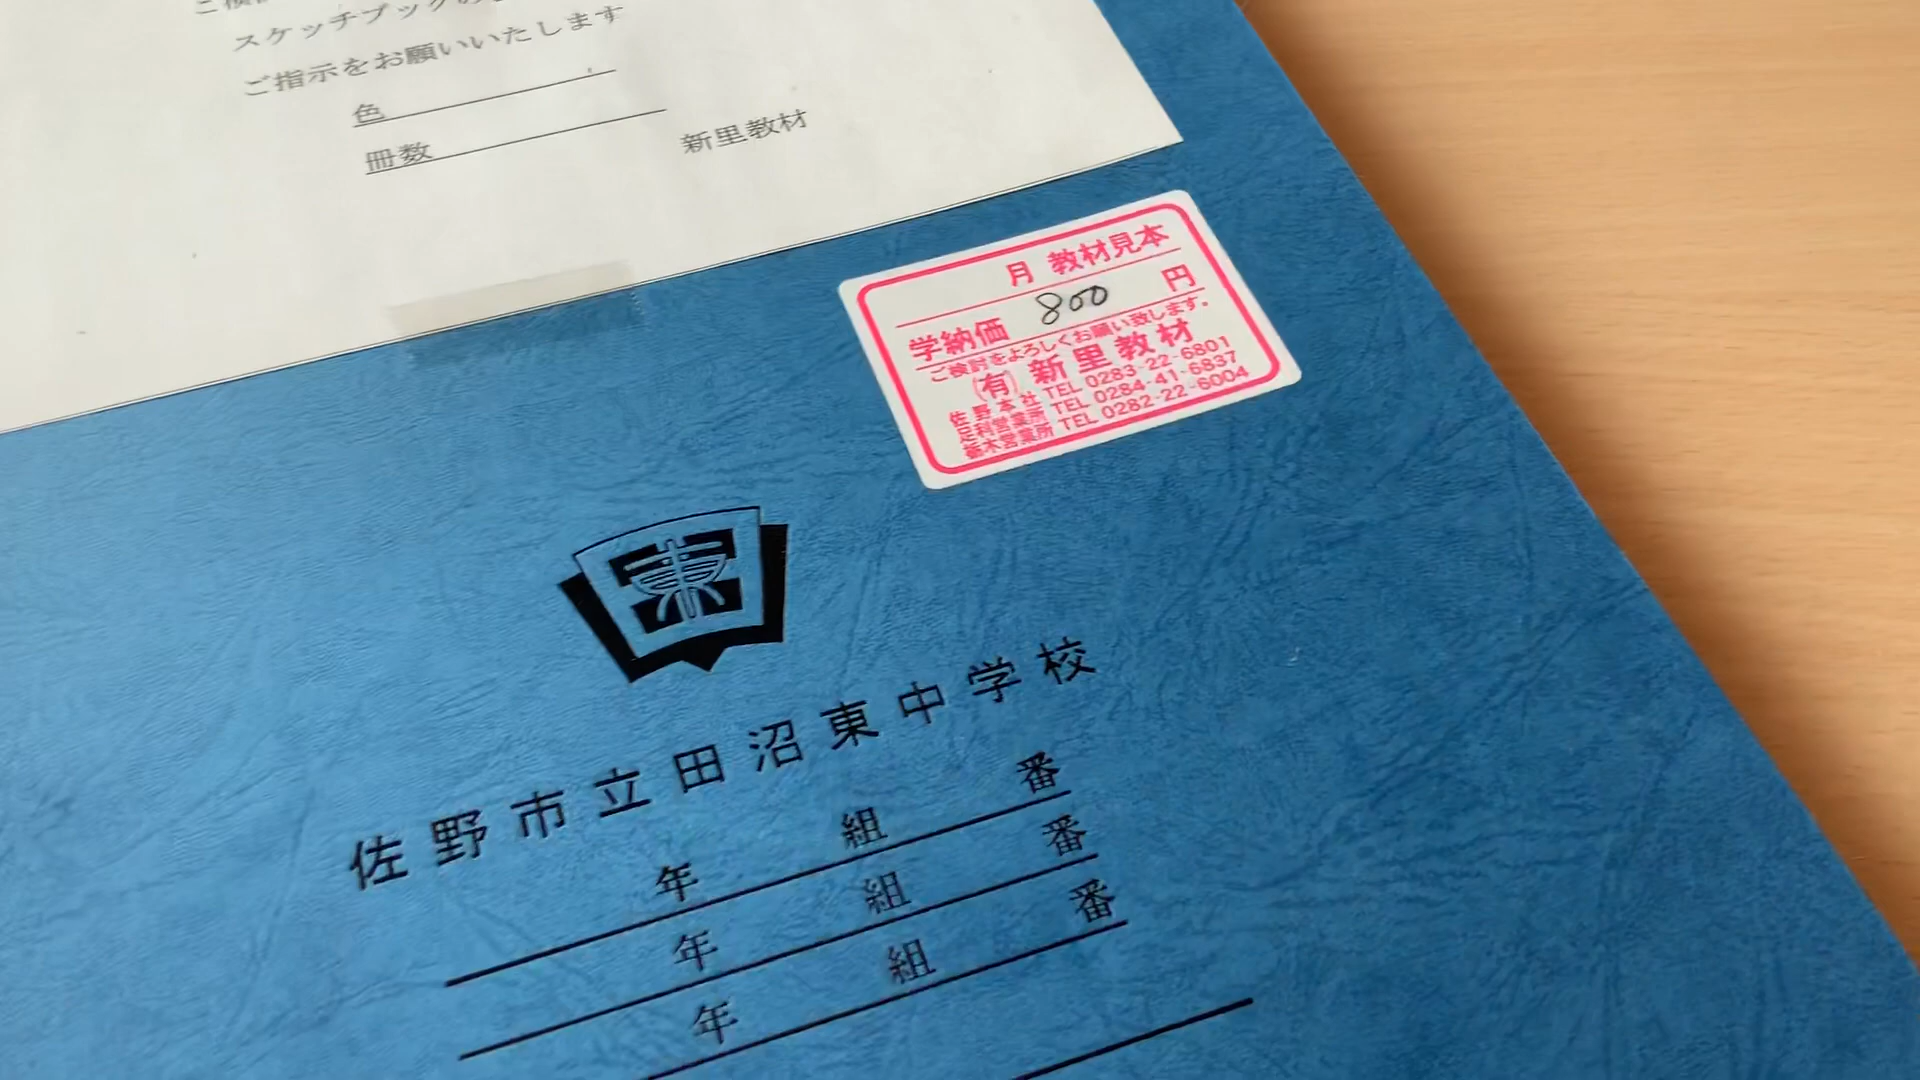 スケッチブックの
ご指示をお願いいたします
色
冊数
新里教材
月 教材見本
学納価 800 円
ご検討をよろしくお願い致します。
(有)新里教材
佐野本社 TEL 0283-22-6801
足利営業所 TEL 0284-41-6837
栃木営業所 TEL 0282-22-6004
東
佐野市立田沼東中学校
年 組 番
年 組 番
年 組 番